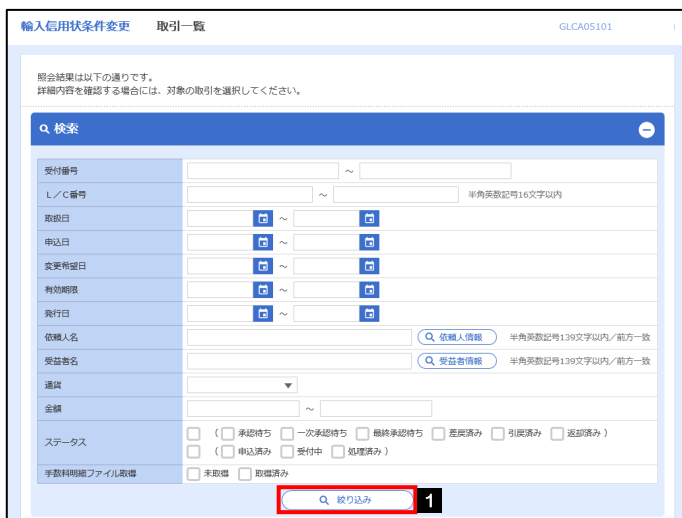 輸入信用状条件変更 取引一覧 GLCA05101
照会結果は以下の通りです。
詳細内容を確認する場合には、対象の取引を選択してください。
検索
受付番号 ～
L／C番号 ～ 半角英数記号16文字以内
取扱日 ～
申込日 ～
変更希望日 ～
有効期限 ～
発行日 ～
依頼人名 依頼人情報 半角英数記号139文字以内／前方一致
受益者名 受益者情報 半角英数記号139文字以内／前方一致
通貨
金額 ～
ステータス
（ 承認待ち 一次承認待ち 最終承認待ち 差戻済み 引戻済み 返却済み ）
（ 申込済み 受付中 処理済み ）
手数料明細ファイル取得 未取得 取得済み
絞り込み 1